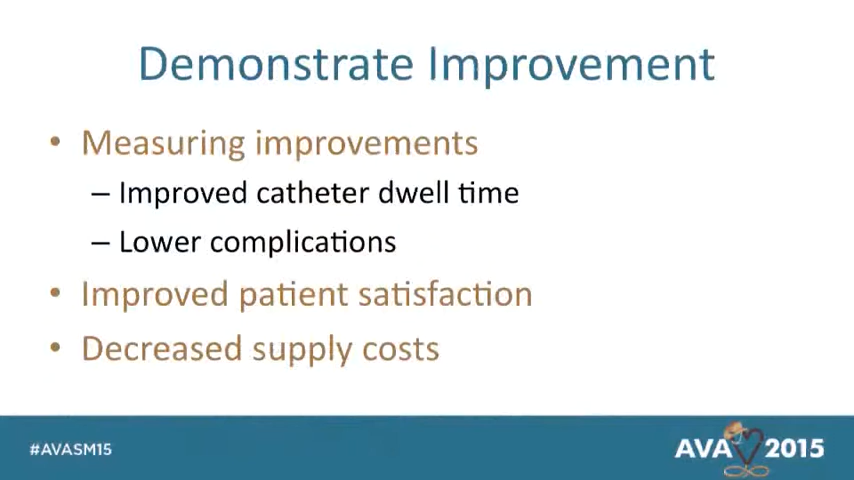 Demonstrate Improvement
• Measuring improvements
– Improved catheter dwell time
– Lower complications
• Improved patient satisfaction
• Decreased supply costs
#AVASM15
AVA 2015